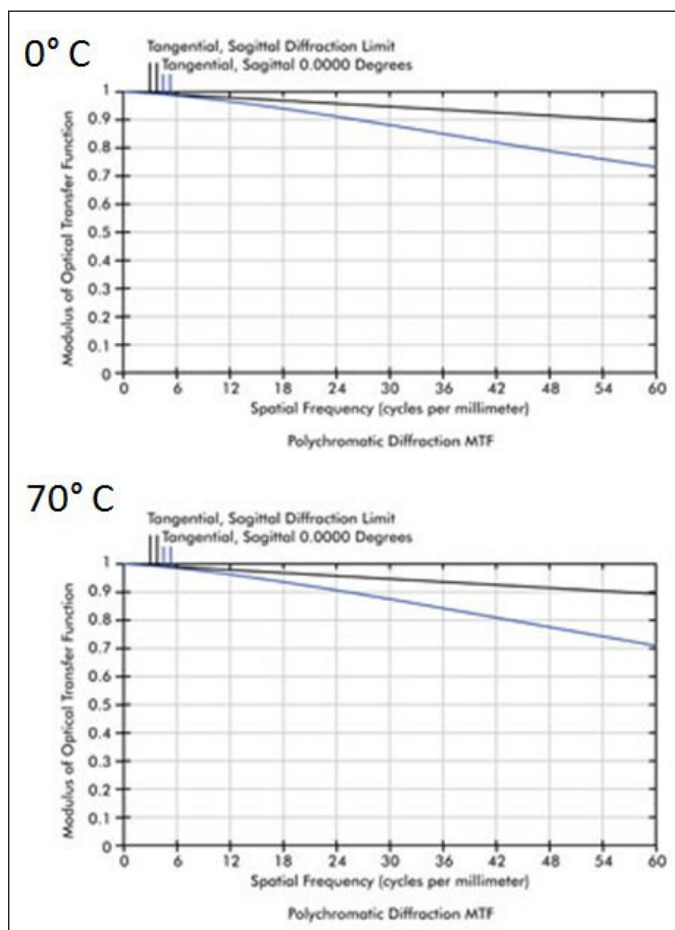 0° C
Tangential, Sagittal Diffraction Limit
Tangential, Sagittal 0.0000 Degrees
Modulus of Optical Transfer Function
1
0.9
0.8
0.7
0.6
0.5
0.4
0.3
0.2
0.1
0
0 6 12 18 24 30 36 42 48 54 60
Spatial Frequency (cycles per millimeter)
Polychromatic Diffraction MTF
70° C
Tangential, Sagittal Diffraction Limit
Tangential, Sagittal 0.0000 Degrees
Modulus of Optical Transfer Function
1
0.9
0.8
0.7
0.6
0.5
0.4
0.3
0.2
0.1
0
0 6 12 18 24 30 36 42 48 54 60
Spatial Frequency (cycles per millimeter)
Polychromatic Diffraction MTF